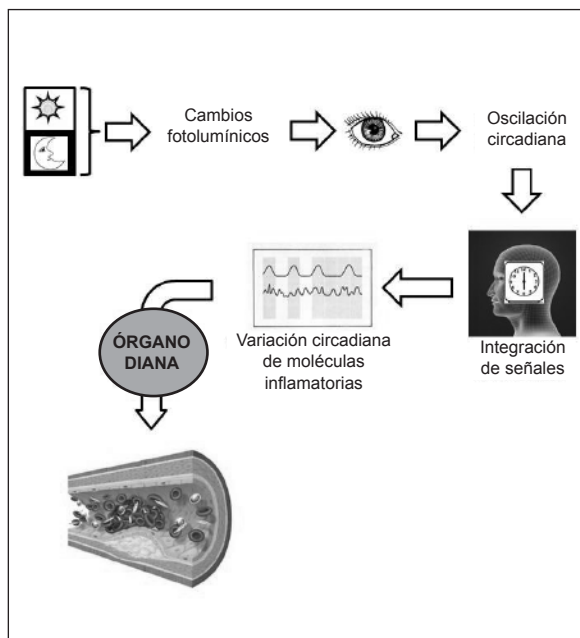 Cambios
fotolumínicos
Oscilación
circadiana
Integración
de señales
Variación circadiana
de moléculas
inflamatorias
ÓRGANO
DIANA